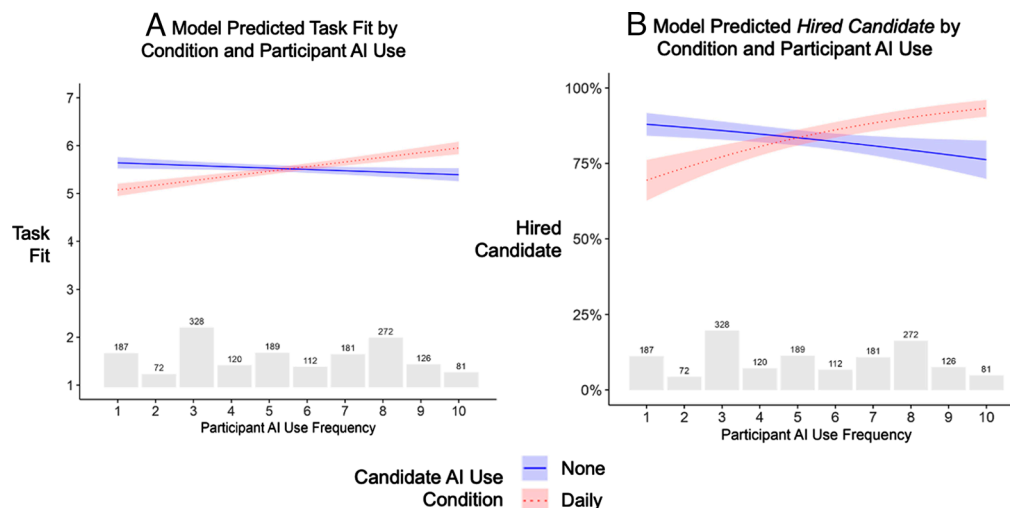 A Model Predicted Task Fit by
Condition and Participant AI Use
7
6
5
4
3
2
1
Task
Fit
187
72
328
120
189
112
181
272
126
81
1 2 3 4 5 6 7 8 9 10
Participant AI Use Frequency
B Model Predicted Hired Candidate by
Condition and Participant AI Use
100%
75%
50%
25%
0%
Hired
Candidate
187
72
328
120
189
112
181
272
126
81
1 2 3 4 5 6 7 8 9 10
Participant AI Use Frequency
Candidate AI Use
Condition
None
Daily